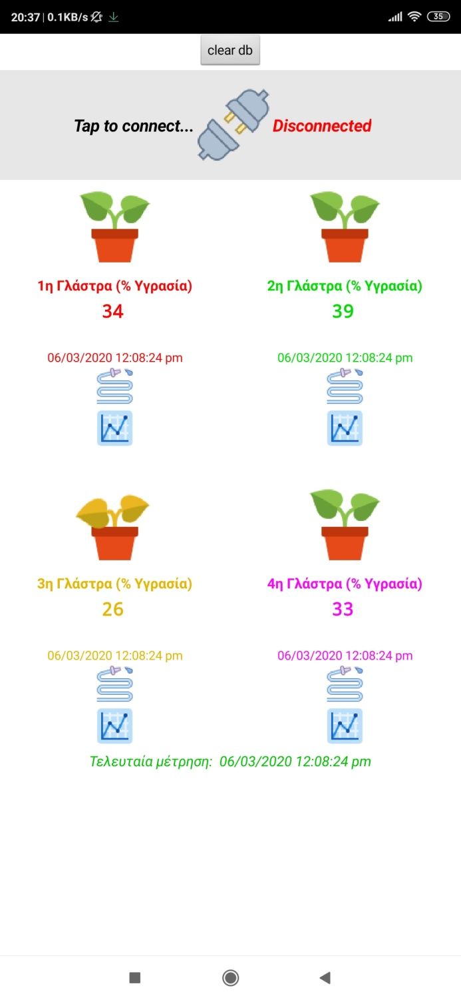 20:37 | 0.1KB/s 35
clear db
Tap to connect... Disconnected
1η Γλάστρα (% Υγρασία) 2η Γλάστρα (% Υγρασία)
34 39
06/03/2020 12:08:24 pm 06/03/2020 12:08:24 pm
3η Γλάστρα (% Υγρασία) 4η Γλάστρα (% Υγρασία)
26 33
06/03/2020 12:08:24 pm 06/03/2020 12:08:24 pm
Τελευταία μέτρηση: 06/03/2020 12:08:24 pm